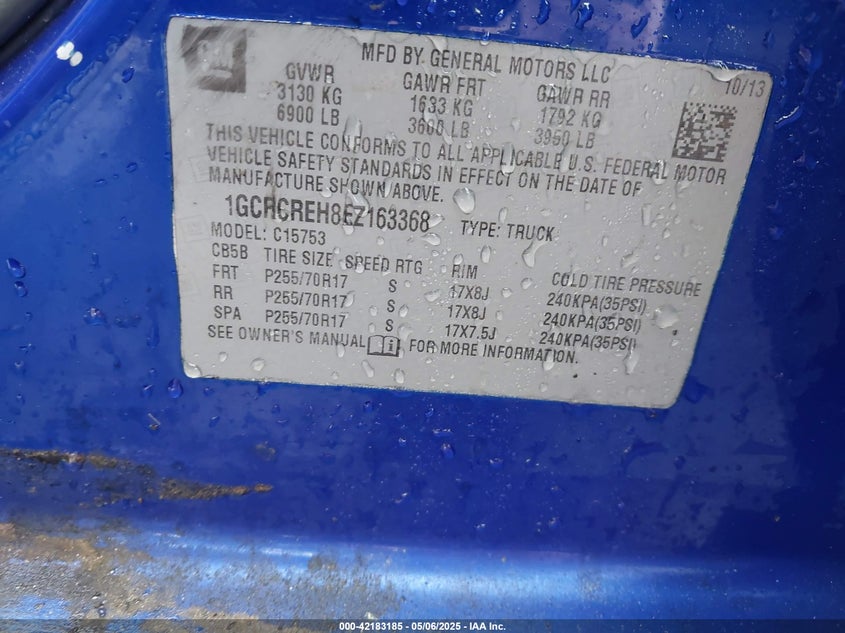 GM
MFD BY GENERAL MOTORS LLC
10/13
GVWR GAWR FRT GAWR RR
3130 KG 1633 KG 1792 KG
6900 LB 3600 LB 3950 LB
THIS VEHICLE CONFORMS TO ALL APPLICABLE U.S. FEDERAL MOTOR
VEHICLE SAFETY STANDARDS IN EFFECT ON THE DATE OF
MANUFACTURE SHOWN ABOVE.
1GCRCREH8EZ163368 TYPE: TRUCK
MODEL: C15753
CB5B TIRE SIZE SPEED RTG RIM COLD TIRE PRESSURE
FRT P255/70R17 S 17X8J 240KPA(35PSI)
RR P255/70R17 S 17X8J 240KPA(35PSI)
SPA P255/70R17 S 17X7.5J 240KPA(35PSI)
SEE OWNER'S MANUAL FOR MORE INFORMATION.
000-42183185 - 05/06/2025 - IAA Inc.